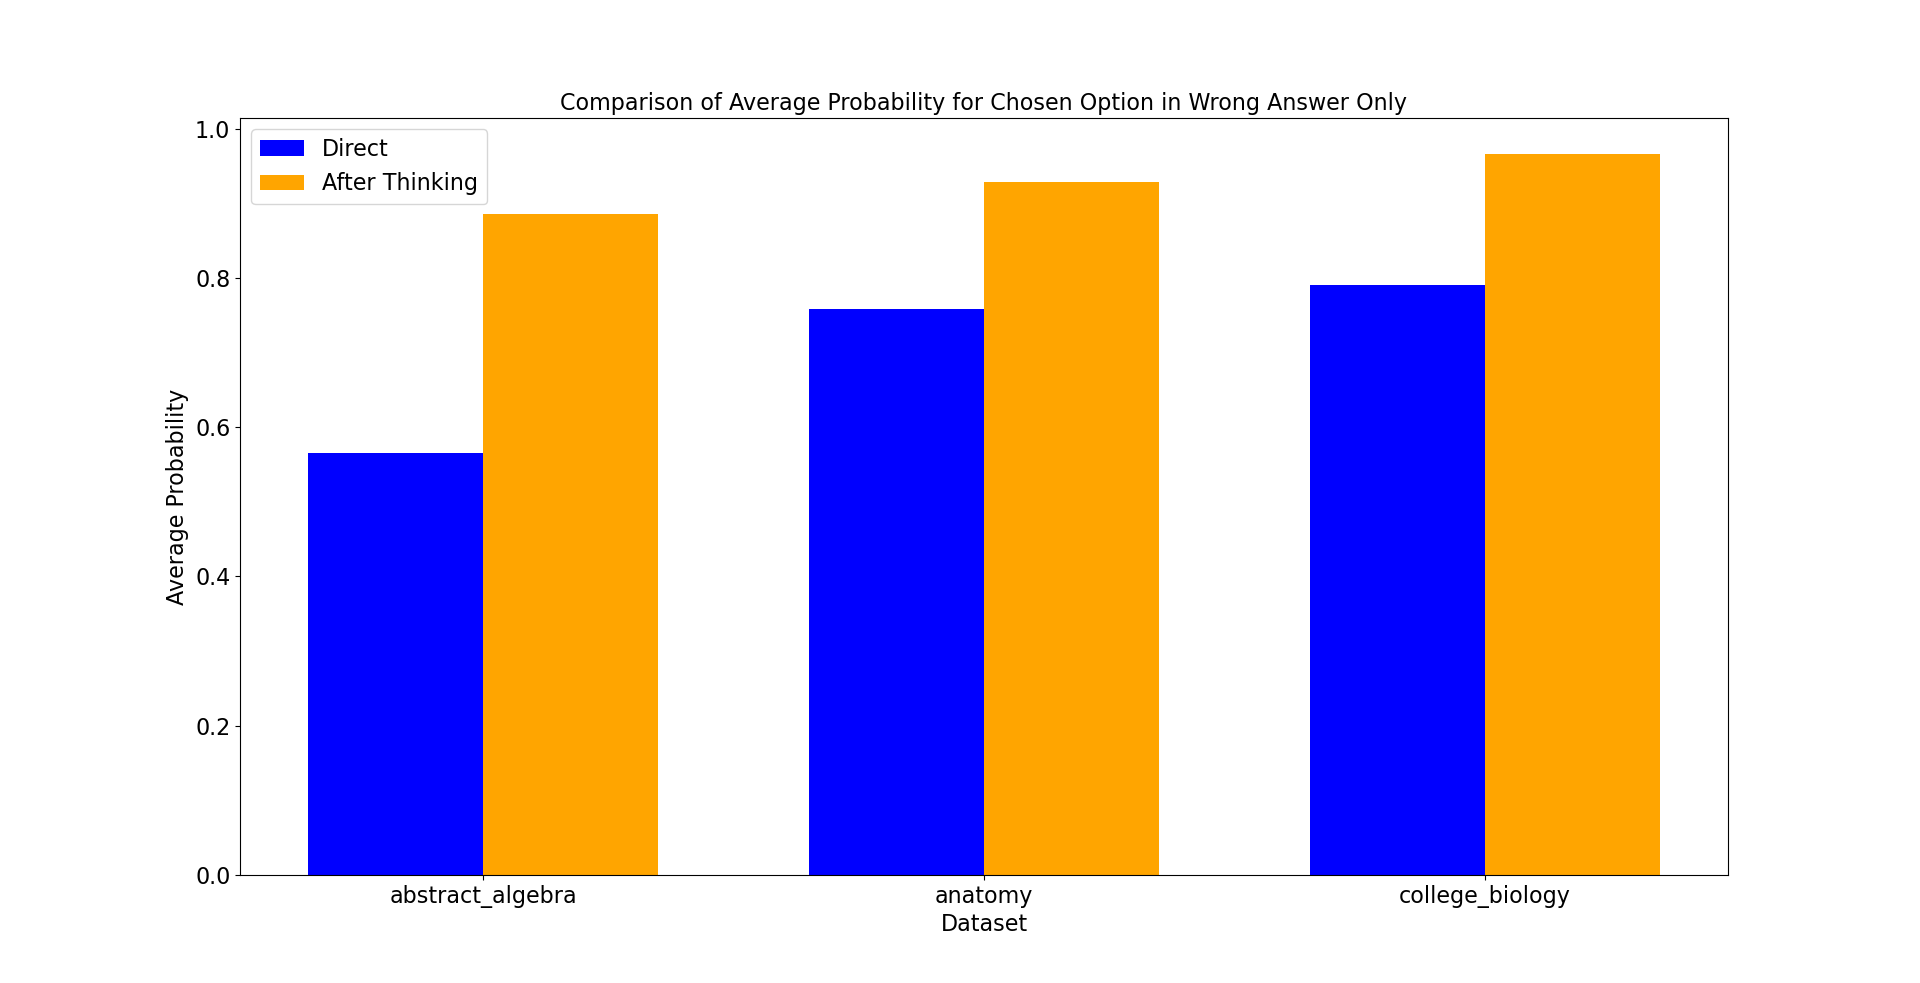 Comparison of Average Probability for Chosen Option in Wrong Answer Only
Direct
After Thinking
Average Probability
1.0
0.8
0.6
0.4
0.2
0.0
abstract_algebra
anatomy
college_biology
Dataset